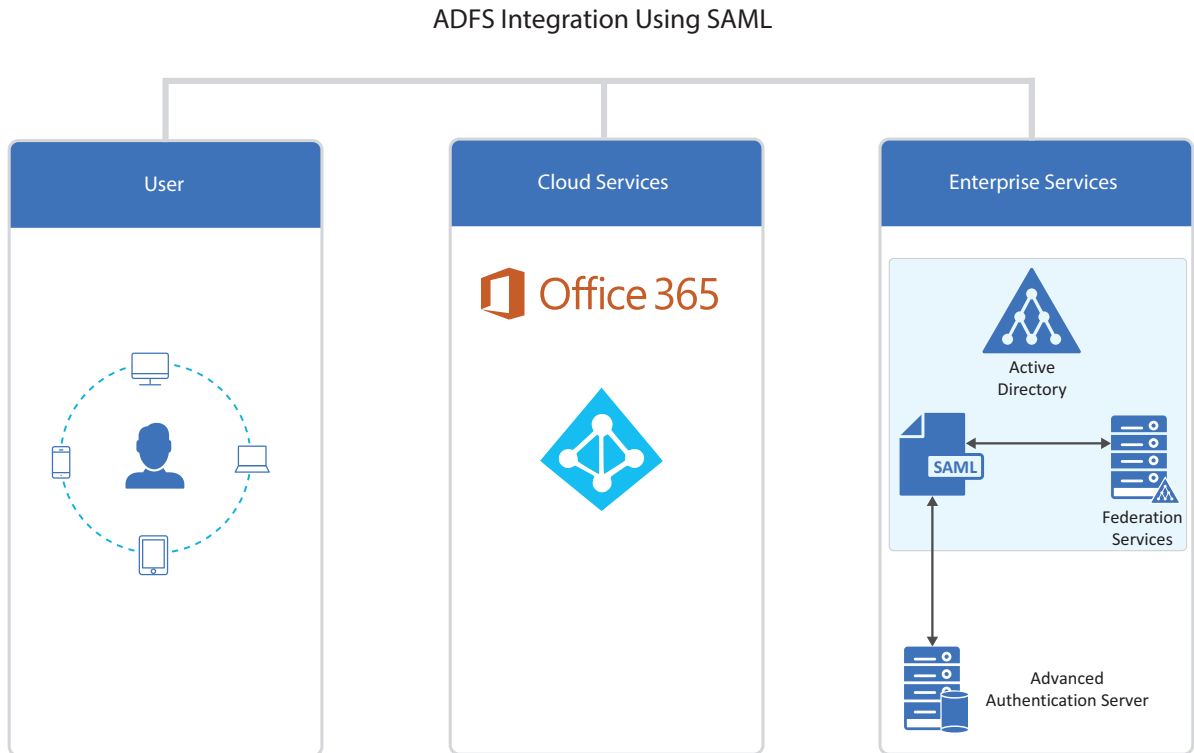 ADFS Integration Using SAML
User
Cloud Services
Enterprise Services
Office 365
Active
Directory
SAML
Federation
Services
Advanced
Authentication Server